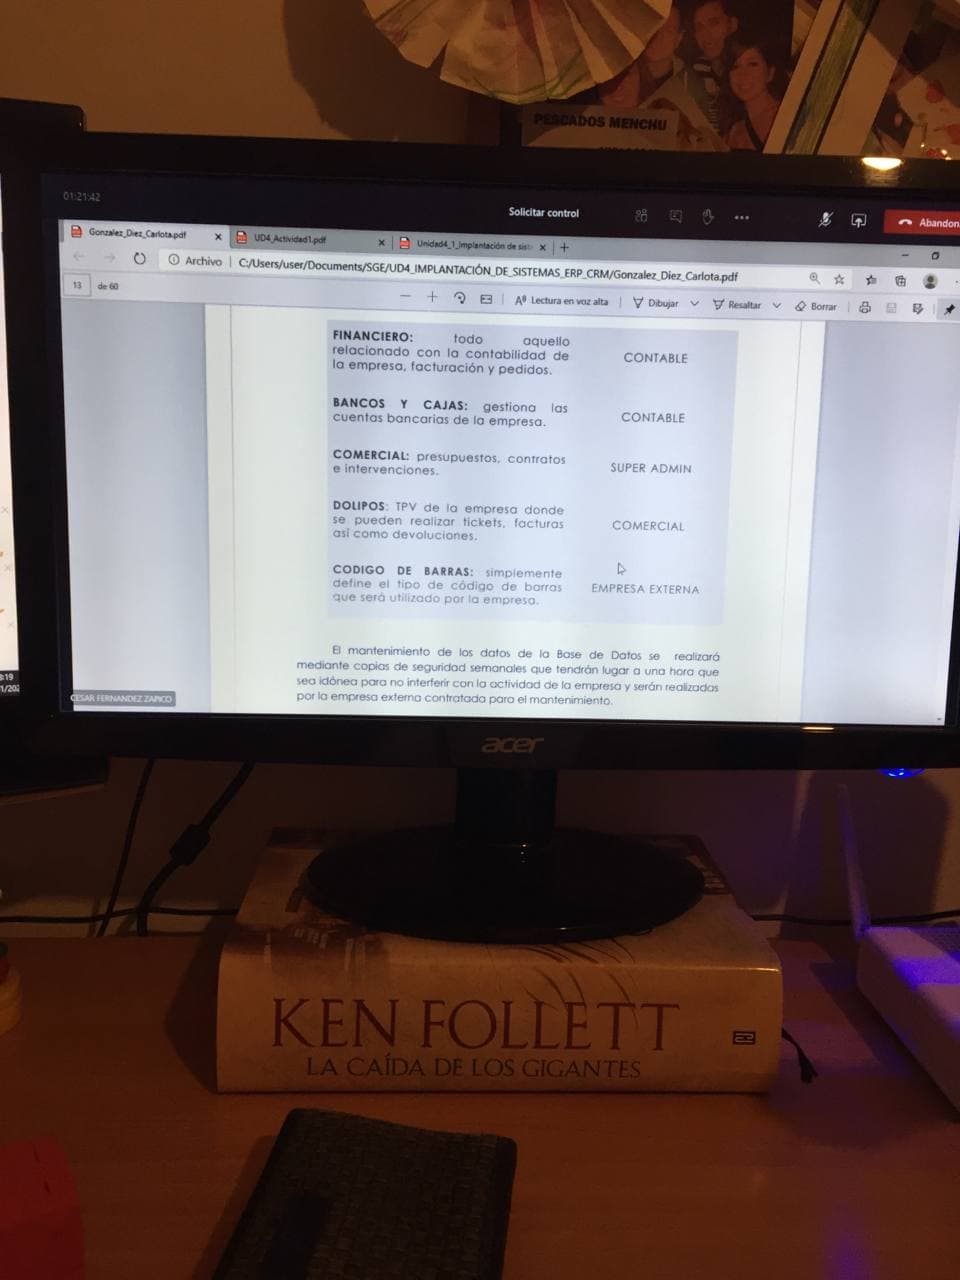 PESCADOS MENCHU
01:21:42
Solicitar control
Abandon
Gonzalez_Diez_Carlota.pdf
UD4_Actividad1.pdf
Unidad4_1_Implantación de sist
Archivo
C:/Users/user/Documents/SGE/UD4_IMPLANTACIÓN_DE_SISTEMAS_ERP_CRM/Gonzalez_Diez_Carlota.pdf
13 de 60
Lectura en voz alta
Dibujar
Resaltar
Borrar
FINANCIERO: todo aquello
relacionado con la contabilidad de
la empresa, facturación y pedidos.
CONTABLE
BANCOS Y CAJAS: gestiona las
cuentas bancarias de la empresa.
CONTABLE
COMERCIAL: presupuestos, contratos
e intervenciones.
SUPER ADMIN
DOLIPOS: TPV de la empresa donde
se pueden realizar tickets, facturas
así como devoluciones.
COMERCIAL
CODIGO DE BARRAS: simplemente
define el tipo de código de barras
que será utilizado por la empresa.
EMPRESA EXTERNA
El mantenimiento de los datos de la Base de Datos se realizará
mediante copias de seguridad semanales que tendrán lugar a una hora que
sea idónea para no interferir con la actividad de la empresa y serán realizadas
por la empresa externa contratada para el mantenimiento.
CESAR FERNANDEZ ZAPICO
acer
KEN FOLLETT
LA CAÍDA DE LOS GIGANTES